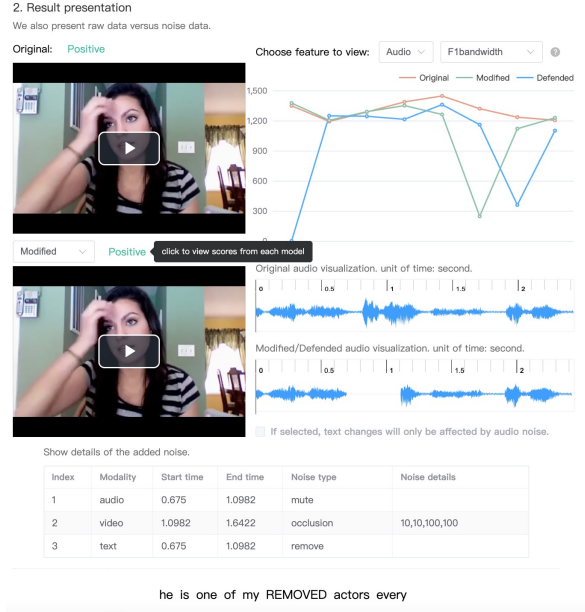 2. Result presentation
We also present raw data versus noise data.
Original: Positive
Choose feature to view: Audio F1bandwidth ?
Original Modified Defended
1,500
1,200
900
600
300
0
Modified Positive click to view scores from each model
Original audio visualization. unit of time: second.
0 0.5 1 1.5 2
Modified/Defended audio visualization. unit of time: second.
0 0.5 1 1.5 2
If selected, text changes will only be affected by audio noise.
Show details of the added noise.
Index Modality Start time End time Noise type Noise details
1 audio 0.675 1.0982 mute
2 video 1.0982 1.6422 occlusion 10,10,100,100
3 text 0.675 1.0982 remove
he is one of my REMOVED actors every